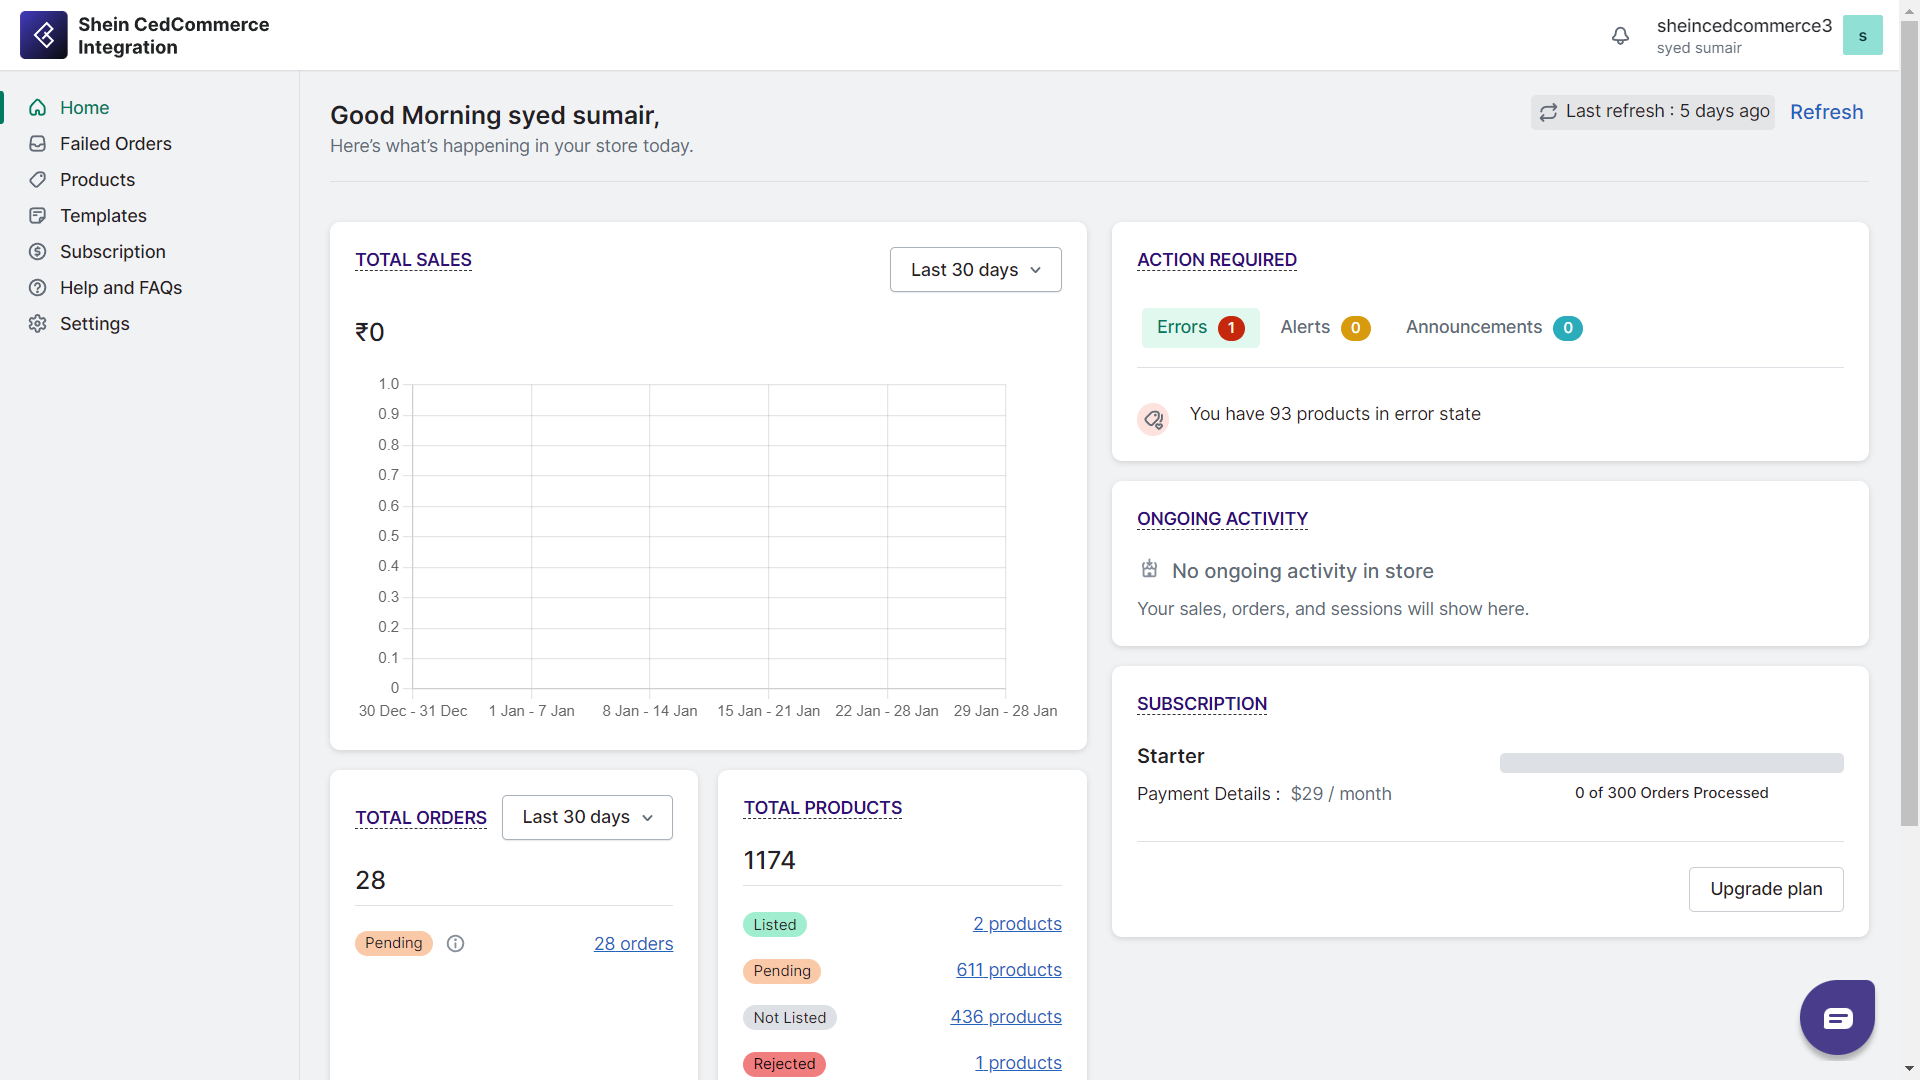 Shein CedCommerce
Integration
sheincedcommerce3
syed sumair
s
Home
Failed Orders
Products
Templates
Subscription
Help and FAQs
Settings
Good Morning syed sumair,
Here’s what’s happening in your store today.
Last refresh : 5 days ago
Refresh
TOTAL SALES
Last 30 days
₹0
1.0
0.9
0.8
0.7
0.6
0.5
0.4
0.3
0.2
0.1
0
30 Dec - 31 Dec
1 Jan - 7 Jan
8 Jan - 14 Jan
15 Jan - 21 Jan
22 Jan - 28 Jan
29 Jan - 28 Jan
ACTION REQUIRED
Errors 1
Alerts 0
Announcements 0
You have 93 products in error state
ONGOING ACTIVITY
No ongoing activity in store
Your sales, orders, and sessions will show here.
SUBSCRIPTION
Starter
Payment Details : $29 / month
0 of 300 Orders Processed
Upgrade plan
TOTAL ORDERS
Last 30 days
28
Pending
28 orders
TOTAL PRODUCTS
1174
Listed
2 products
Pending
611 products
Not Listed
436 products
Rejected
1 products